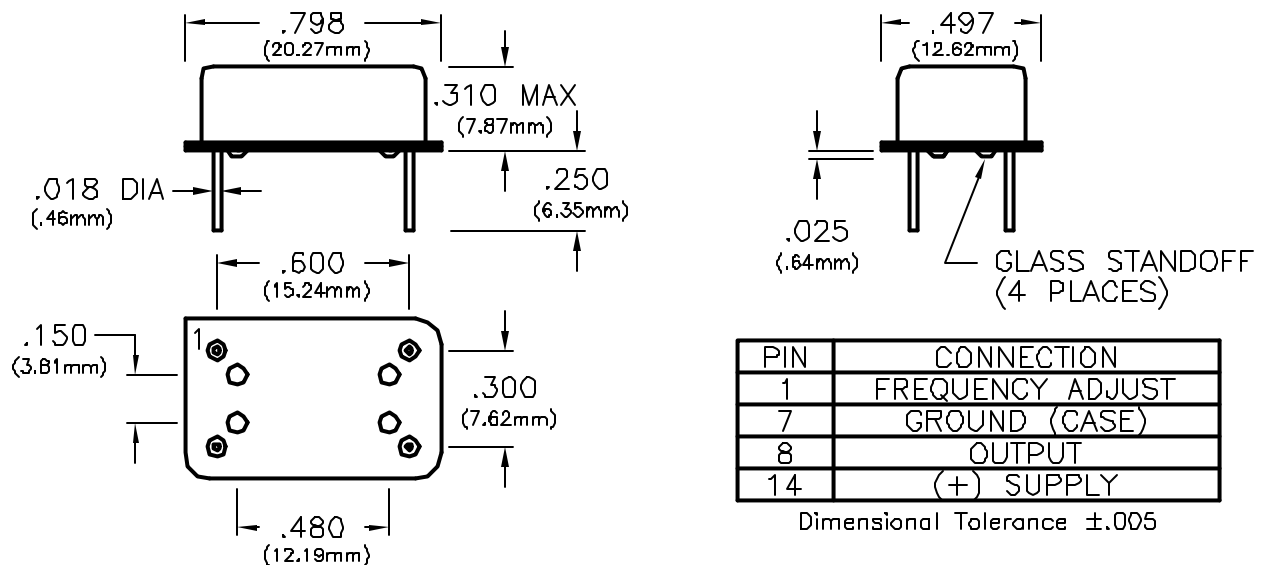 .798
(20.27mm)
.310 MAX
(7.87mm)
.018 DIA
(.46mm)
.250
(6.35mm)
.600
(15.24mm)
.150
(3.81mm)
1
.300
(7.62mm)
.480
(12.19mm)
.497
(12.62mm)
.025
(.64mm)
GLASS STANDOFF
(4 PLACES)
PIN CONNECTION
1 FREQUENCY ADJUST
7 GROUND (CASE)
8 OUTPUT
14 (+) SUPPLY
Dimensional Tolerance ±.005